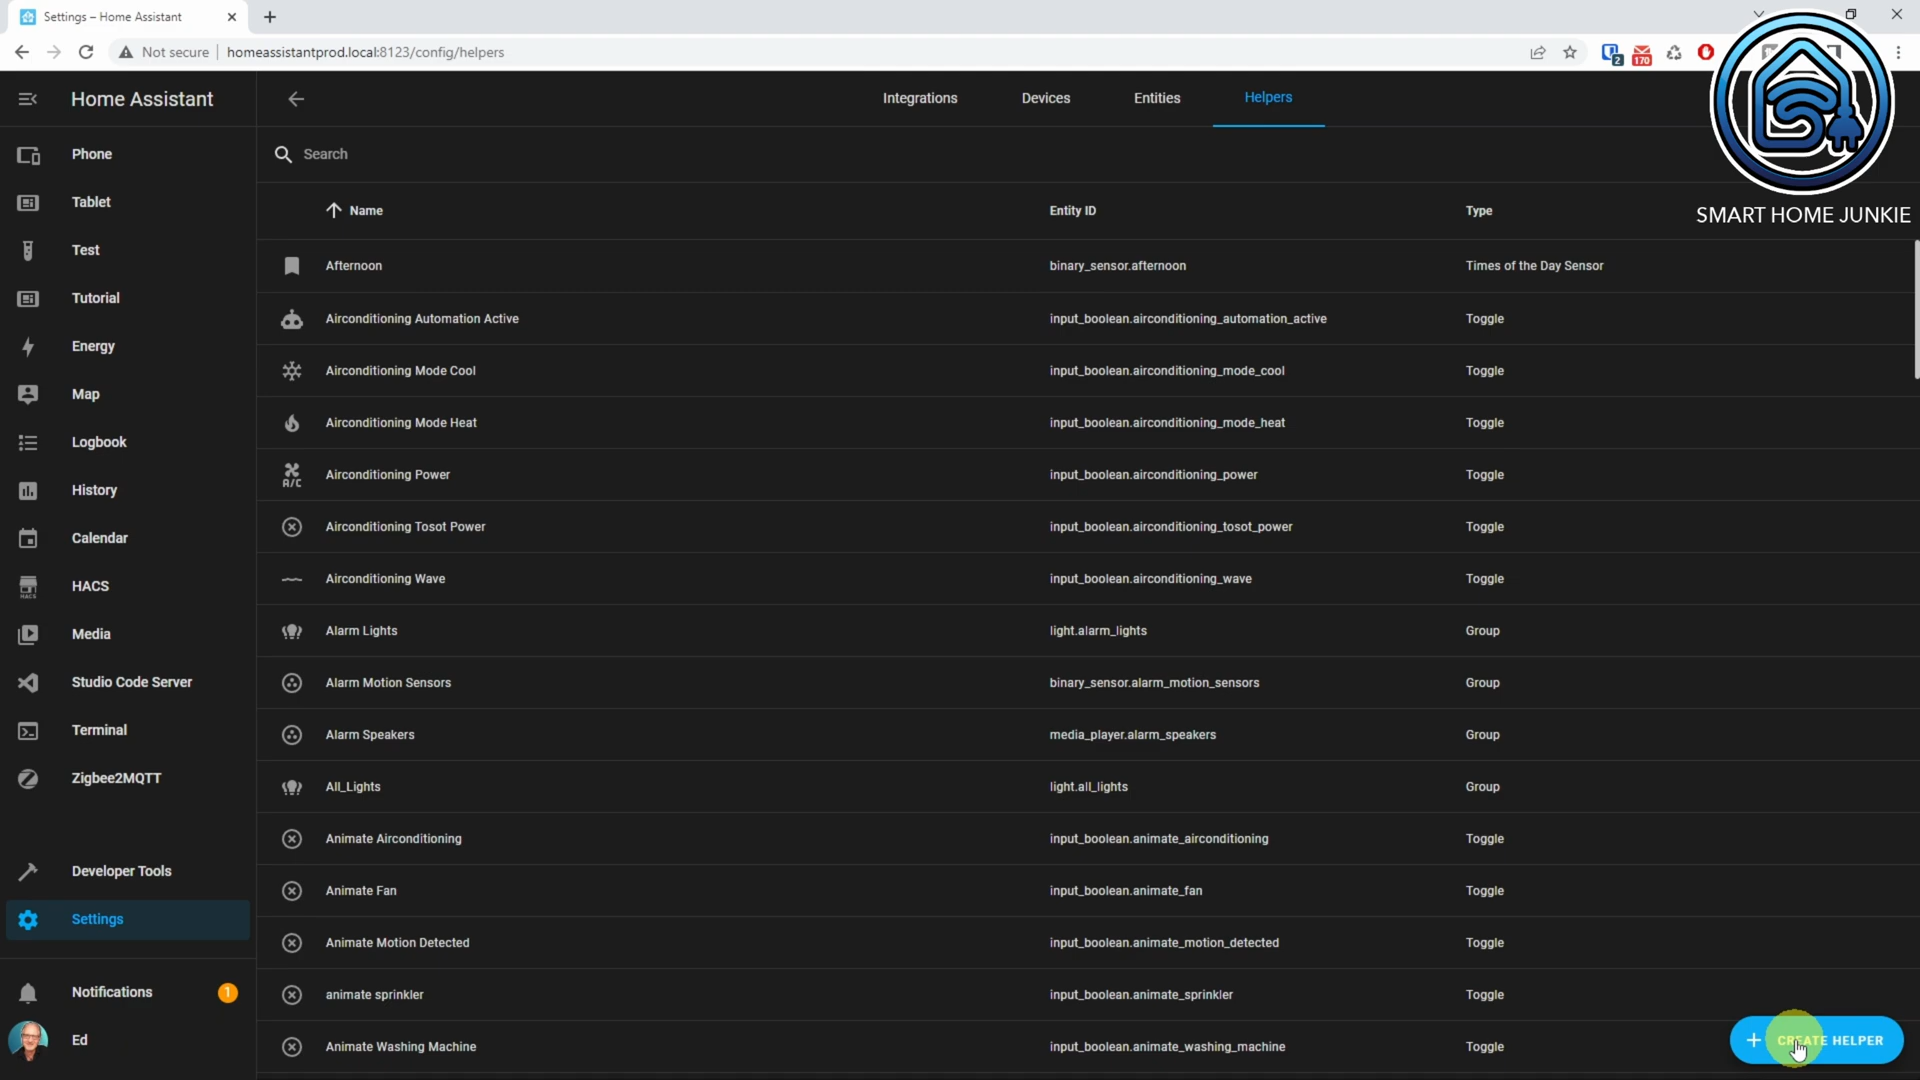 Settings – Home Assistant
Not secure
homeassistantprod.local:8123/config/helpers
2
170
Home Assistant
Integrations
Devices
Entities
Helpers
SMART HOME JUNKIE
Search
Phone
Tablet
Test
Tutorial
Energy
Map
Logbook
History
Calendar
HACS
HACS
Media
Studio Code Server
Terminal
Zigbee2MQTT
Developer Tools
Settings
Notifications 1
Ed
Name Entity ID Type
Afternoon binary_sensor.afternoon Times of the Day Sensor
Airconditioning Automation Active input_boolean.airconditioning_automation_active Toggle
Airconditioning Mode Cool input_boolean.airconditioning_mode_cool Toggle
Airconditioning Mode Heat input_boolean.airconditioning_mode_heat Toggle
A/C Airconditioning Power input_boolean.airconditioning_power Toggle
Airconditioning Tosot Power input_boolean.airconditioning_tosot_power Toggle
Airconditioning Wave input_boolean.airconditioning_wave Toggle
Alarm Lights light.alarm_lights Group
Alarm Motion Sensors binary_sensor.alarm_motion_sensors Group
Alarm Speakers media_player.alarm_speakers Group
All_Lights light.all_lights Group
Animate Airconditioning input_boolean.animate_airconditioning Toggle
Animate Fan input_boolean.animate_fan Toggle
Animate Motion Detected input_boolean.animate_motion_detected Toggle
animate sprinkler input_boolean.animate_sprinkler Toggle
Animate Washing Machine input_boolean.animate_washing_machine Toggle
CREATE HELPER